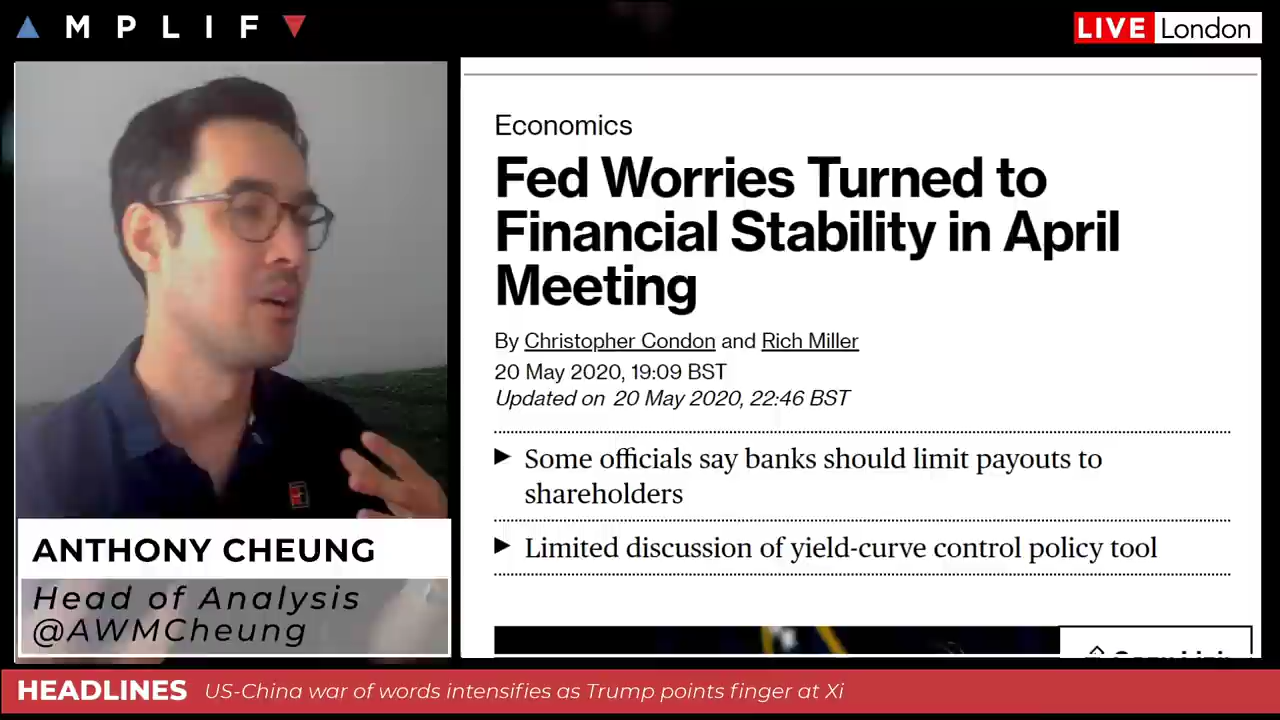 ▲ M P L I F ▼
LIVE London
Economics
Fed Worries Turned to
Financial Stability in April
Meeting
By Christopher Condon and Rich Miller
20 May 2020, 19:09 BST
Updated on 20 May 2020, 22:46 BST
▶ Some officials say banks should limit payouts to
shareholders
▶ Limited discussion of yield-curve control policy tool
ANTHONY CHEUNG
Head of Analysis
@AWMCheung
HEADLINES US-China war of words intensifies as Trump points finger at Xi